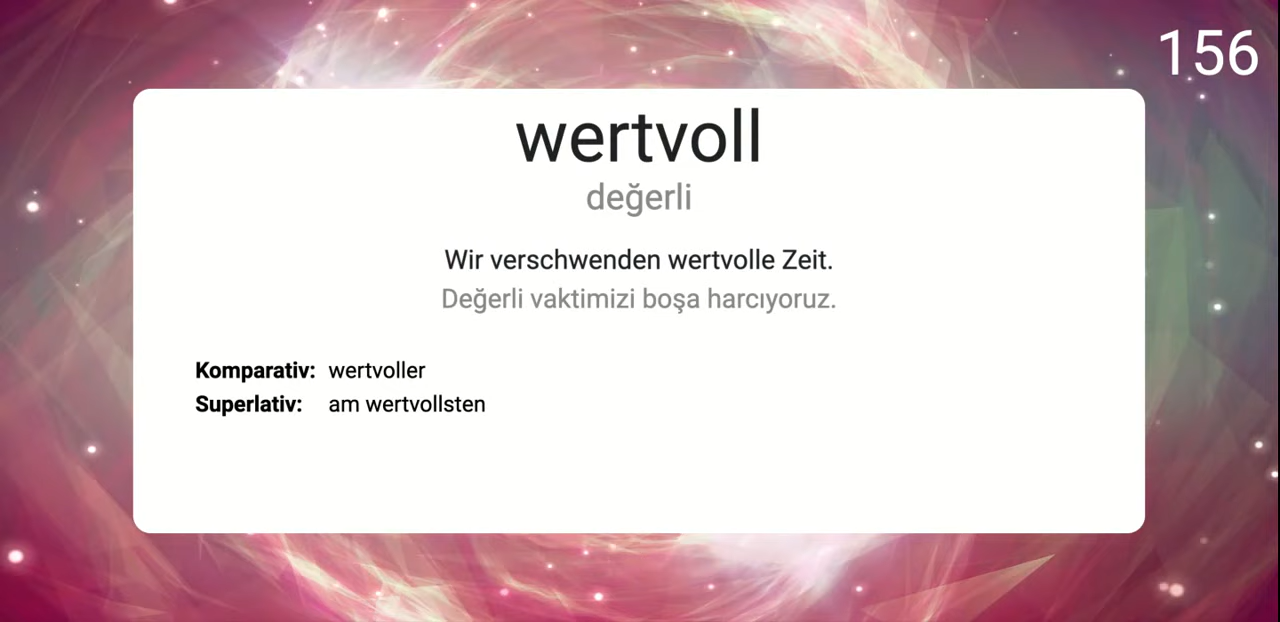 156
wertvoll
değerli
Wir verschwenden wertvolle Zeit.
Değerli vaktimizi boşa harcıyoruz.
Komparativ: wertvoller
Superlativ: am wertvollsten